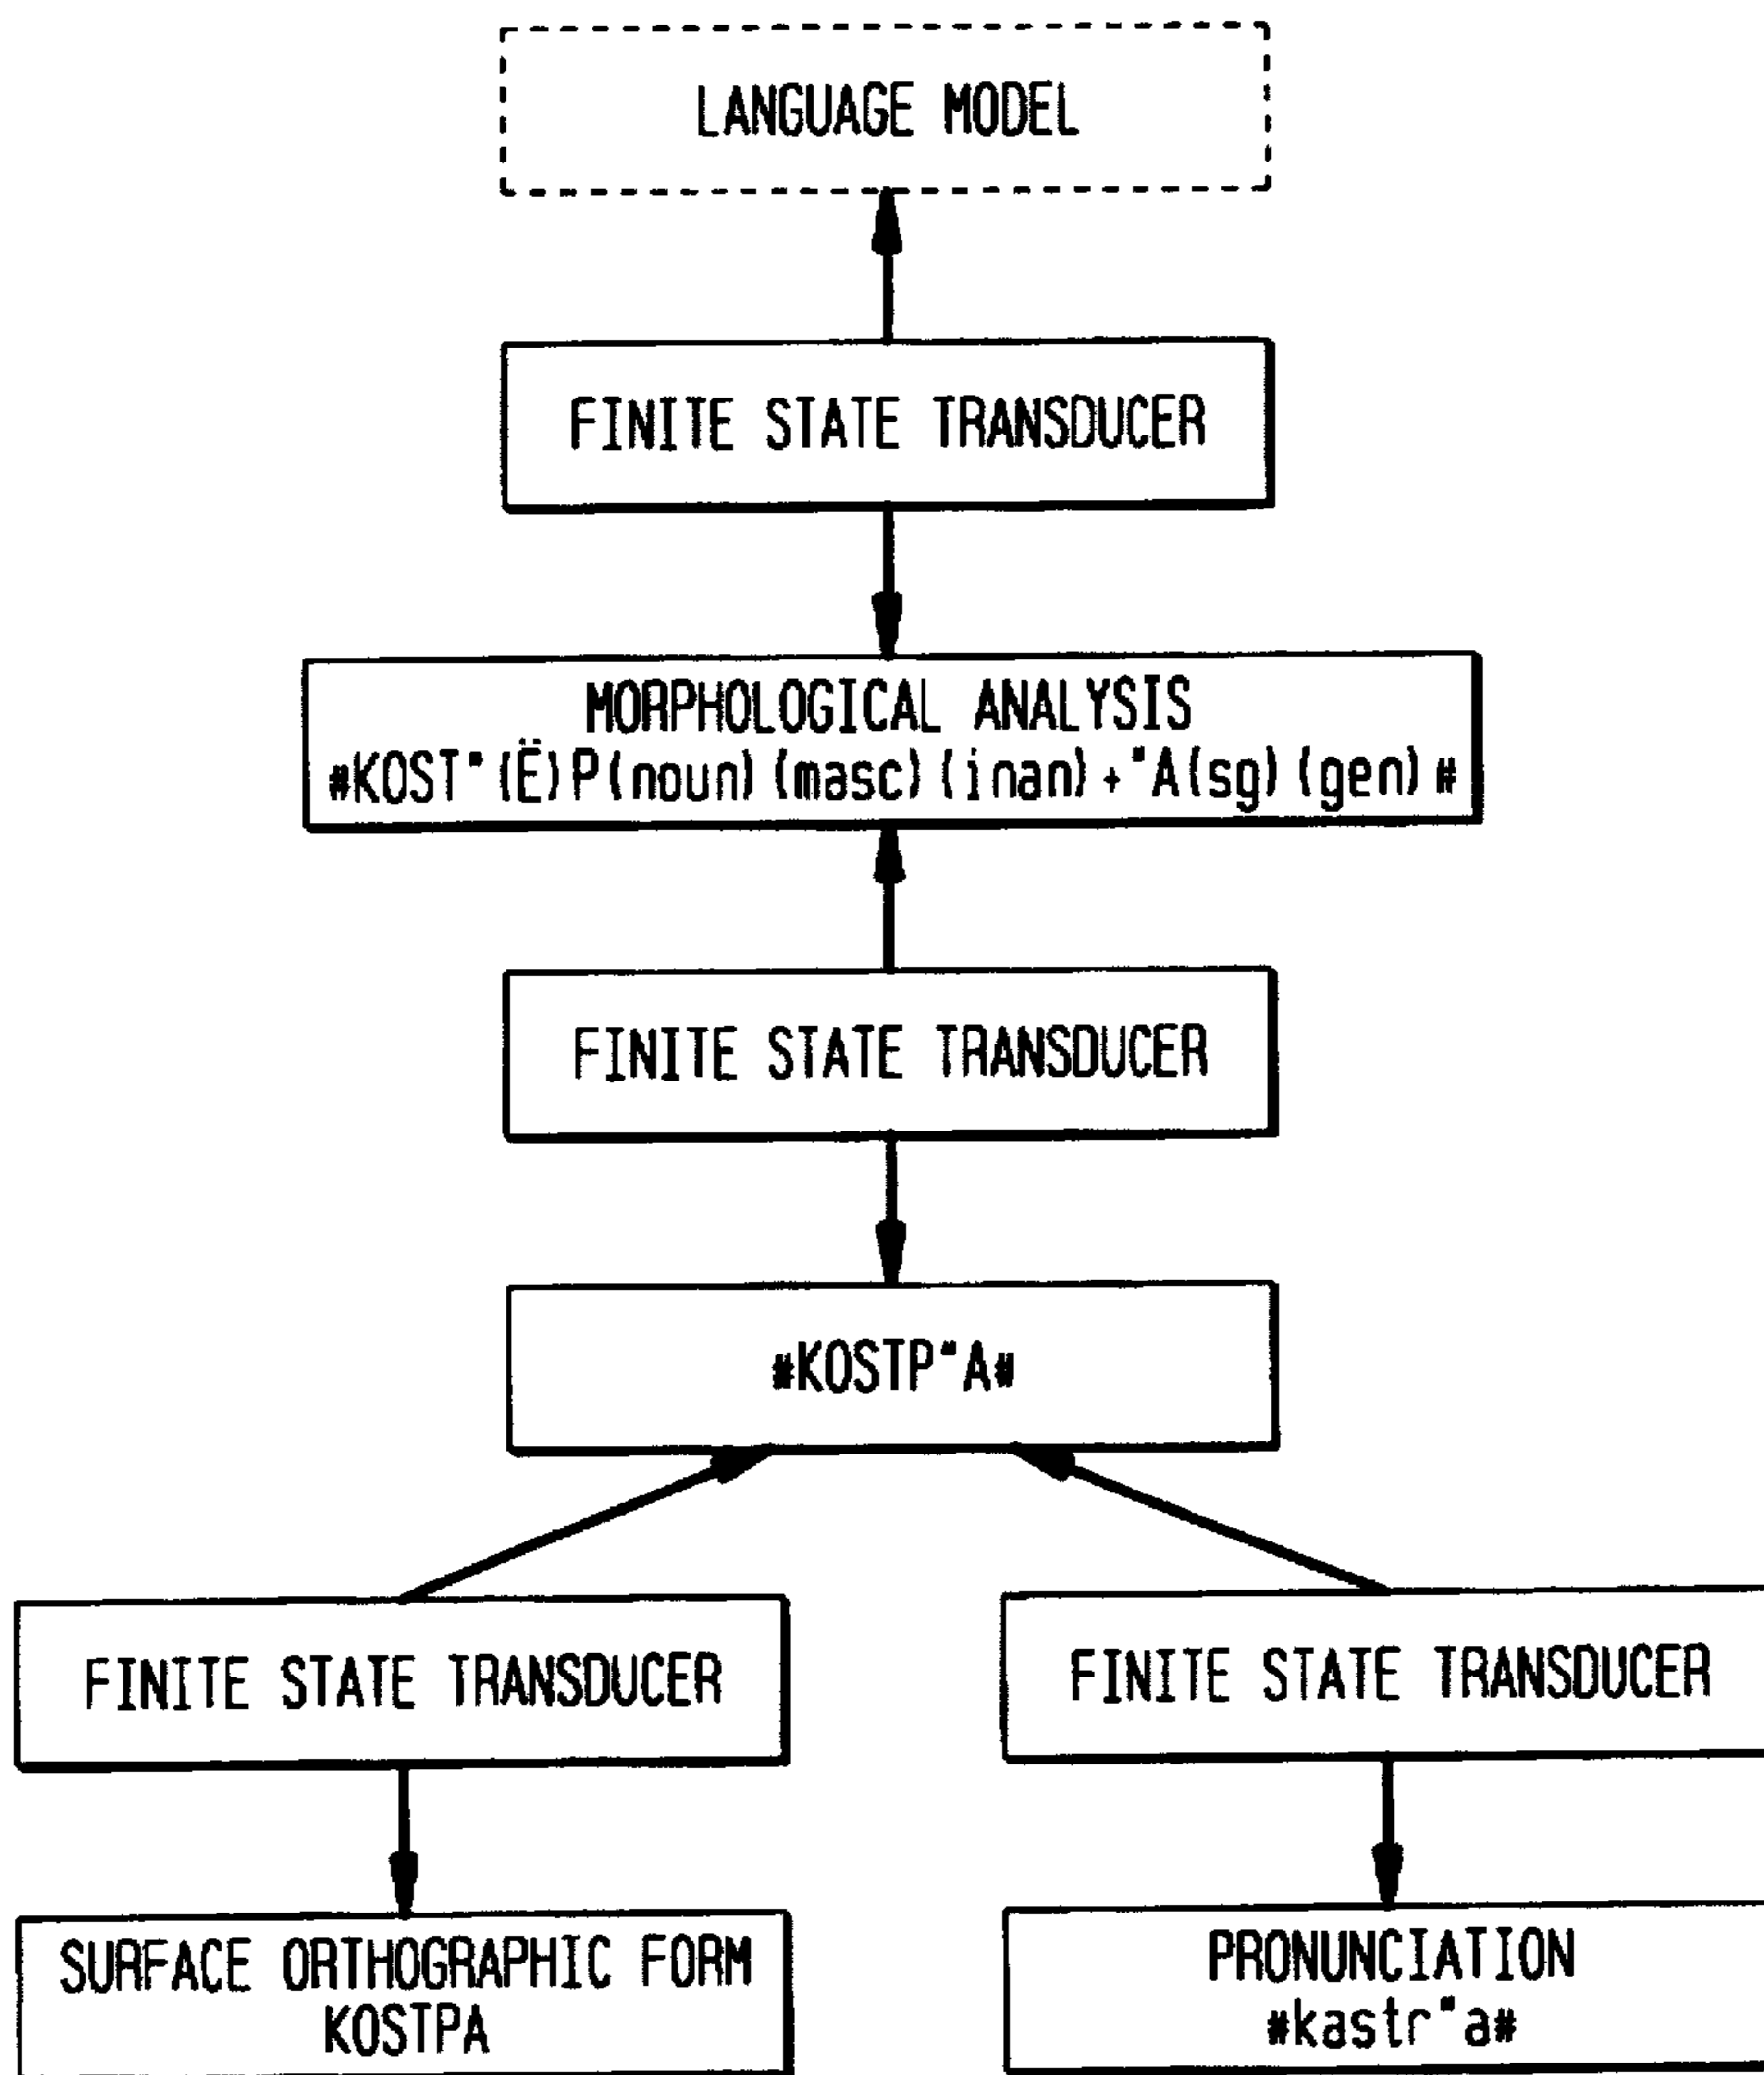 LANGUAGE MODEL
FINITE STATE TRANSDUCER
MORPHOLOGICAL ANALYSIS
#KOST"(Ë)P(noun)(masc)(inan)+"A(sg)(gen)#
FINITE STATE TRANSDUCER
#KOSTP"A#
FINITE STATE TRANSDUCER
FINITE STATE TRANSDUCER
SURFACE ORTHOGRAPHIC FORM
KOSTPA
PRONUNCIATION
#kastr"a#